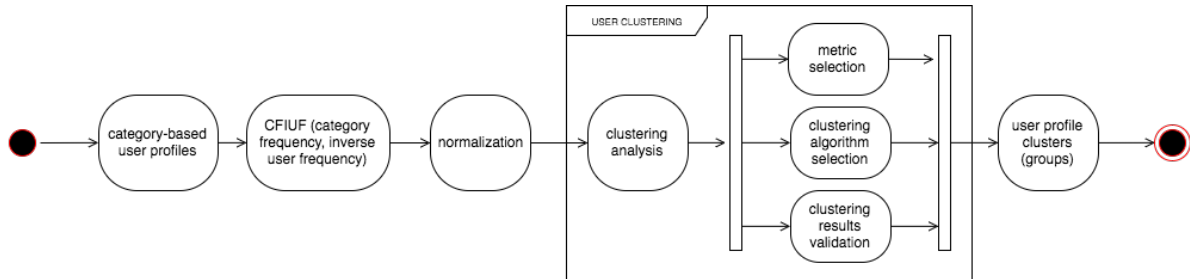 USER CLUSTERING
category-based
user profiles
CFIUF (category
frequency, inverse
user frequency)
normalization
clustering
analysis
metric
selection
clustering
algorithm
selection
clustering
results
validation
user profile
clusters
(groups)